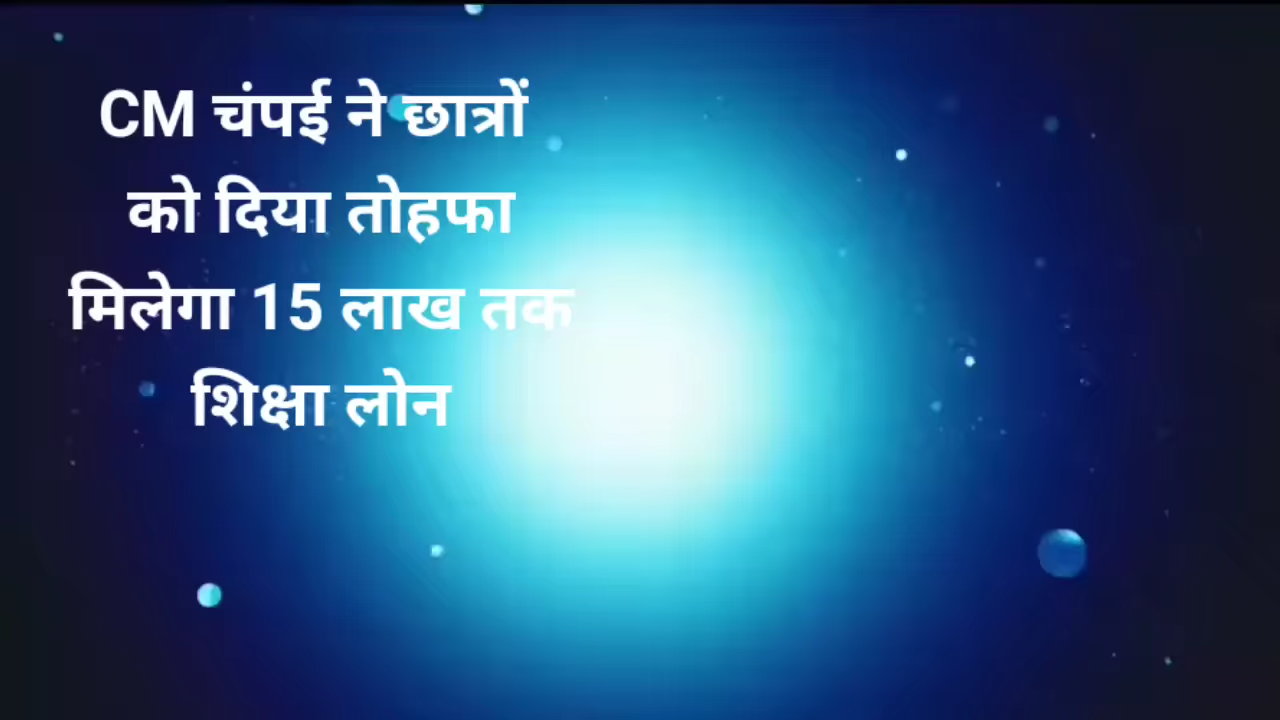 CM चंपई ने छात्रों
को दिया तोहफा
मिलेगा 15 लाख तक
शिक्षा लोन